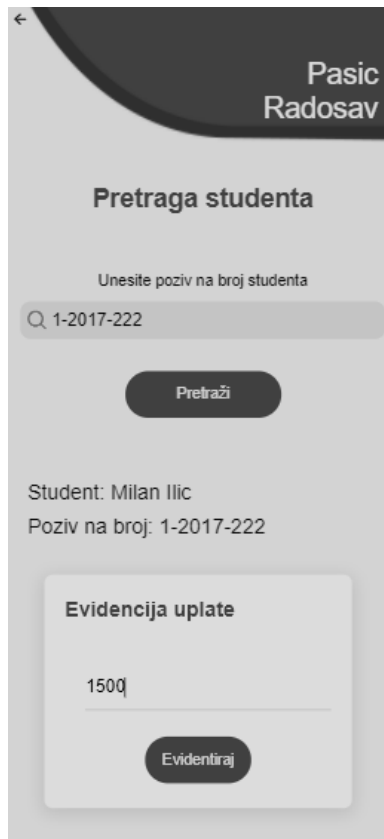 Pasic
Radosav
Pretraga studenta
Unesite poziv na broj studenta
1-2017-222
Pretraži
Student: Milan Ilic
Poziv na broj: 1-2017-222
Evidencija uplate
1500
Evidentiraj